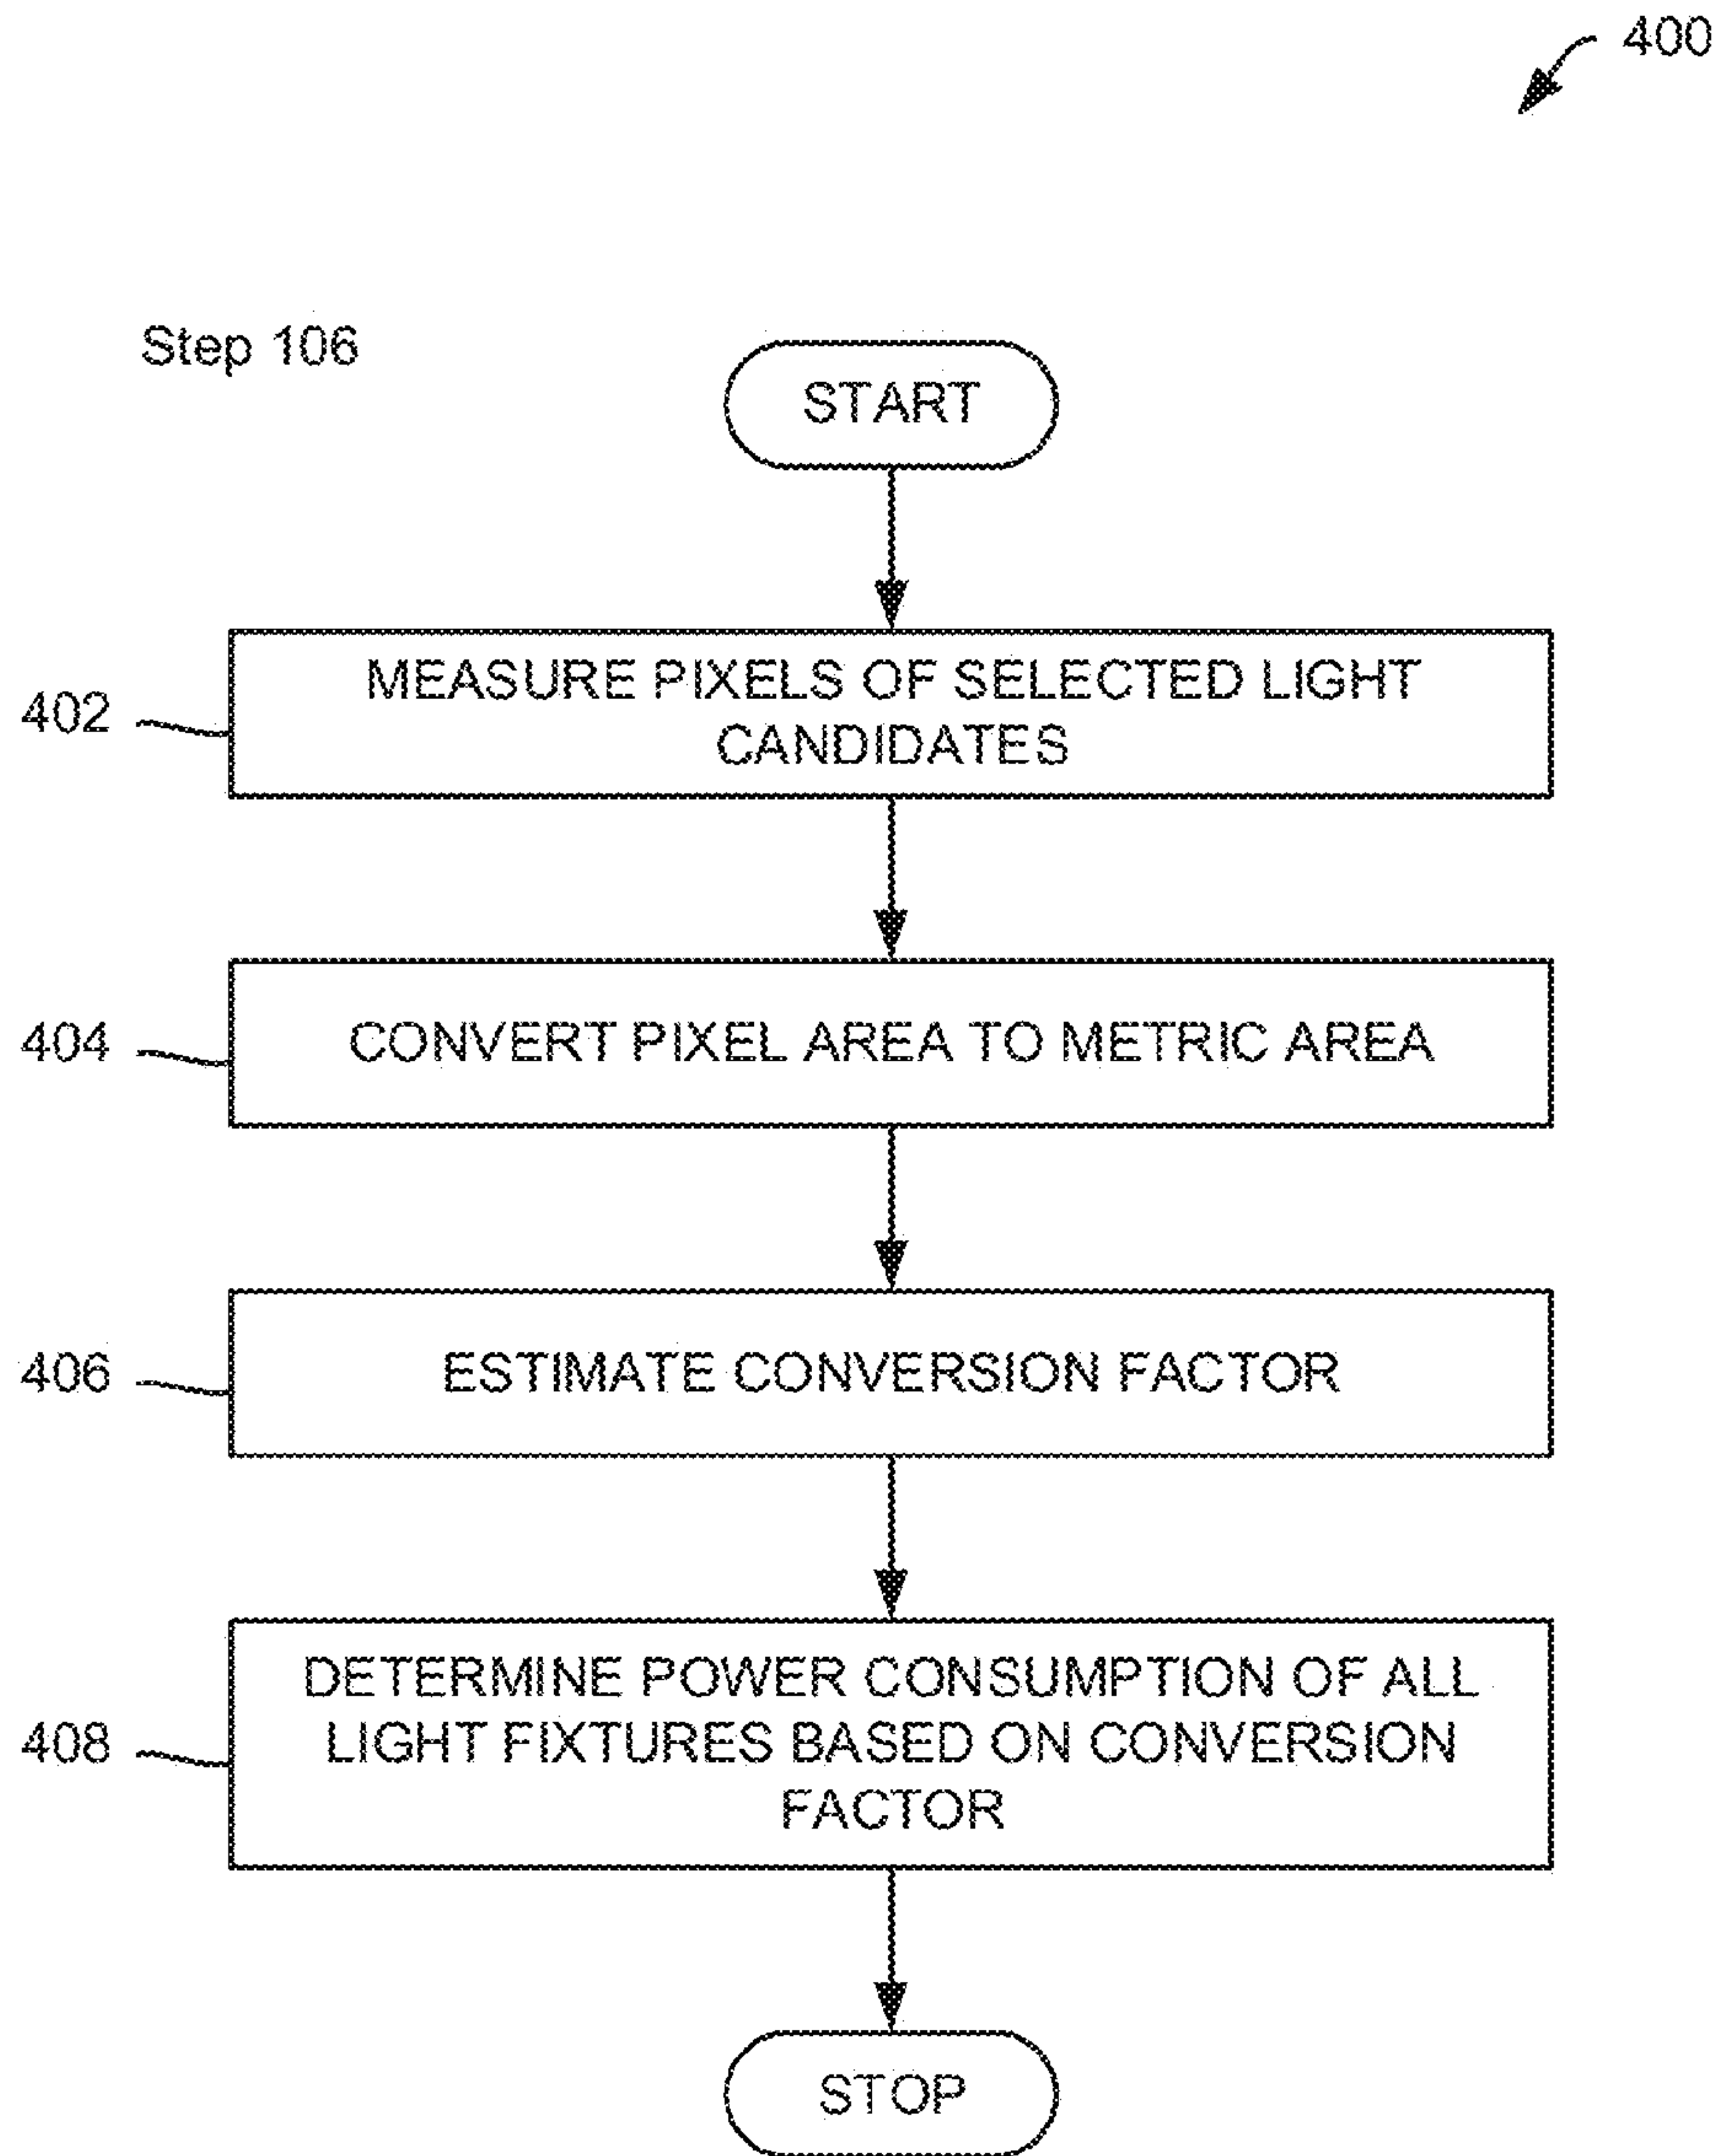 400
Step 106
START
402
MEASURE PIXELS OF SELECTED LIGHT
CANDIDATES
404
CONVERT PIXEL AREA TO METRIC AREA
406
ESTIMATE CONVERSION FACTOR
408
DETERMINE POWER CONSUMPTION OF ALL
LIGHT FIXTURES BASED ON CONVERSION
FACTOR
STOP